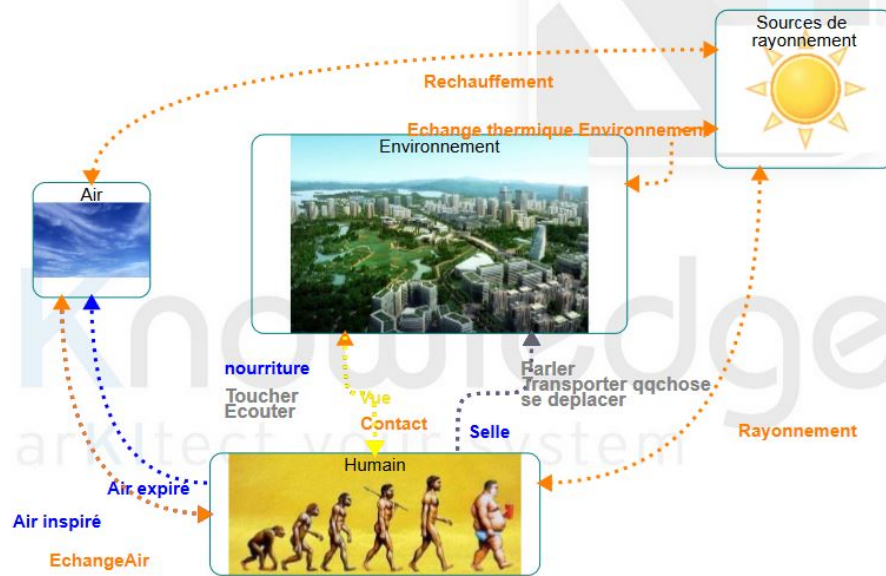 Sources de
rayonnement
Rechauffement
Echange thermique Environnement
Environnement
Air
Knowledge
arKItect your system
nourriture
Toucher
Ecouter
Vue
Contact
Parler
Transporter qqchose
se deplacer
Selle
Rayonnement
Humain
Air expiré
Air inspiré
EchangeAir